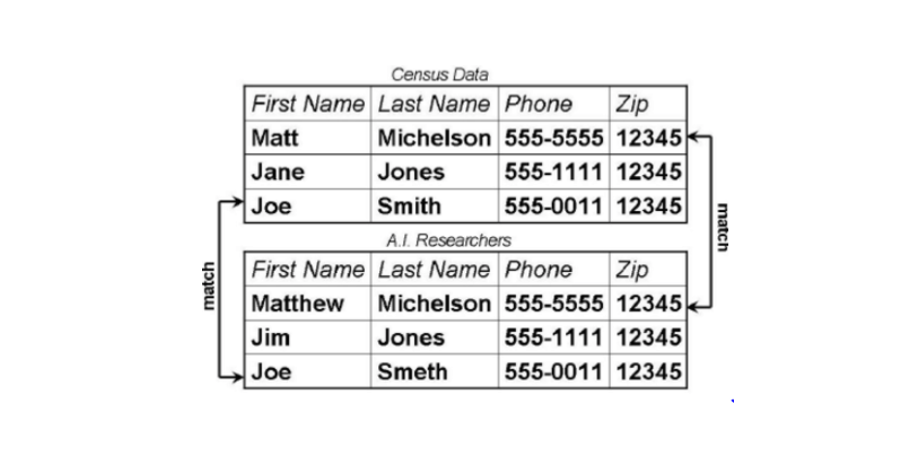 Census Data
First Name Last Name Phone Zip
Matt Michelson 555-5555 12345
Jane Jones 555-1111 12345
Joe Smith 555-0011 12345
match
A.I. Researchers
First Name Last Name Phone Zip
Matthew Michelson 555-5555 12345
Jim Jones 555-1111 12345
Joe Smeth 555-0011 12345
match